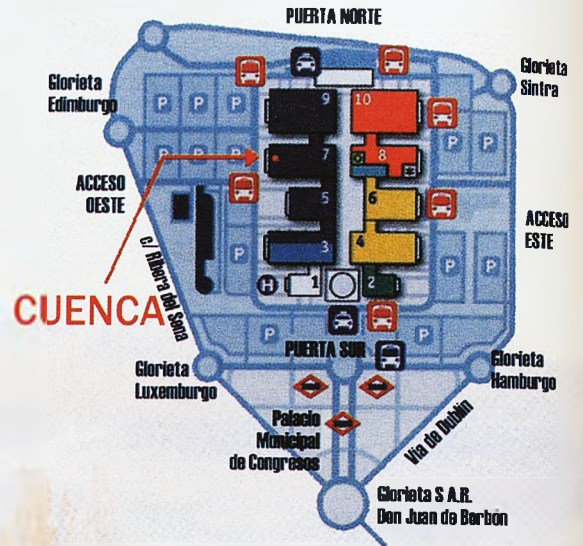 PUERTA NORTE
Glorieta
Edimburgo
Glorieta
Sintra
P P P
P P P
P P
9
10
7
8
5
6
3
4
ACCESO
OESTE
ACCESO
ESTE
c/ Ribera del Sena
P
P P
CUENCA
H
1
2
P
P
PUERTA SUR
Glorieta
Luxemburgo
Glorieta
Hamburgo
Palacio
Municipal
de Congresos
Via de Dublín
Glorieta S A.R.
Don Juan de Borbón